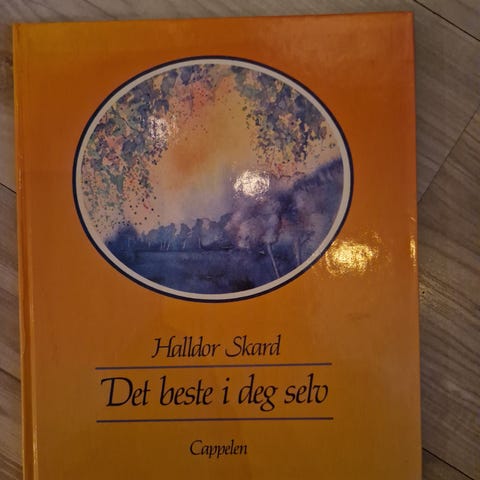 Halldor Skard
Det beste i deg selv
Cappelen